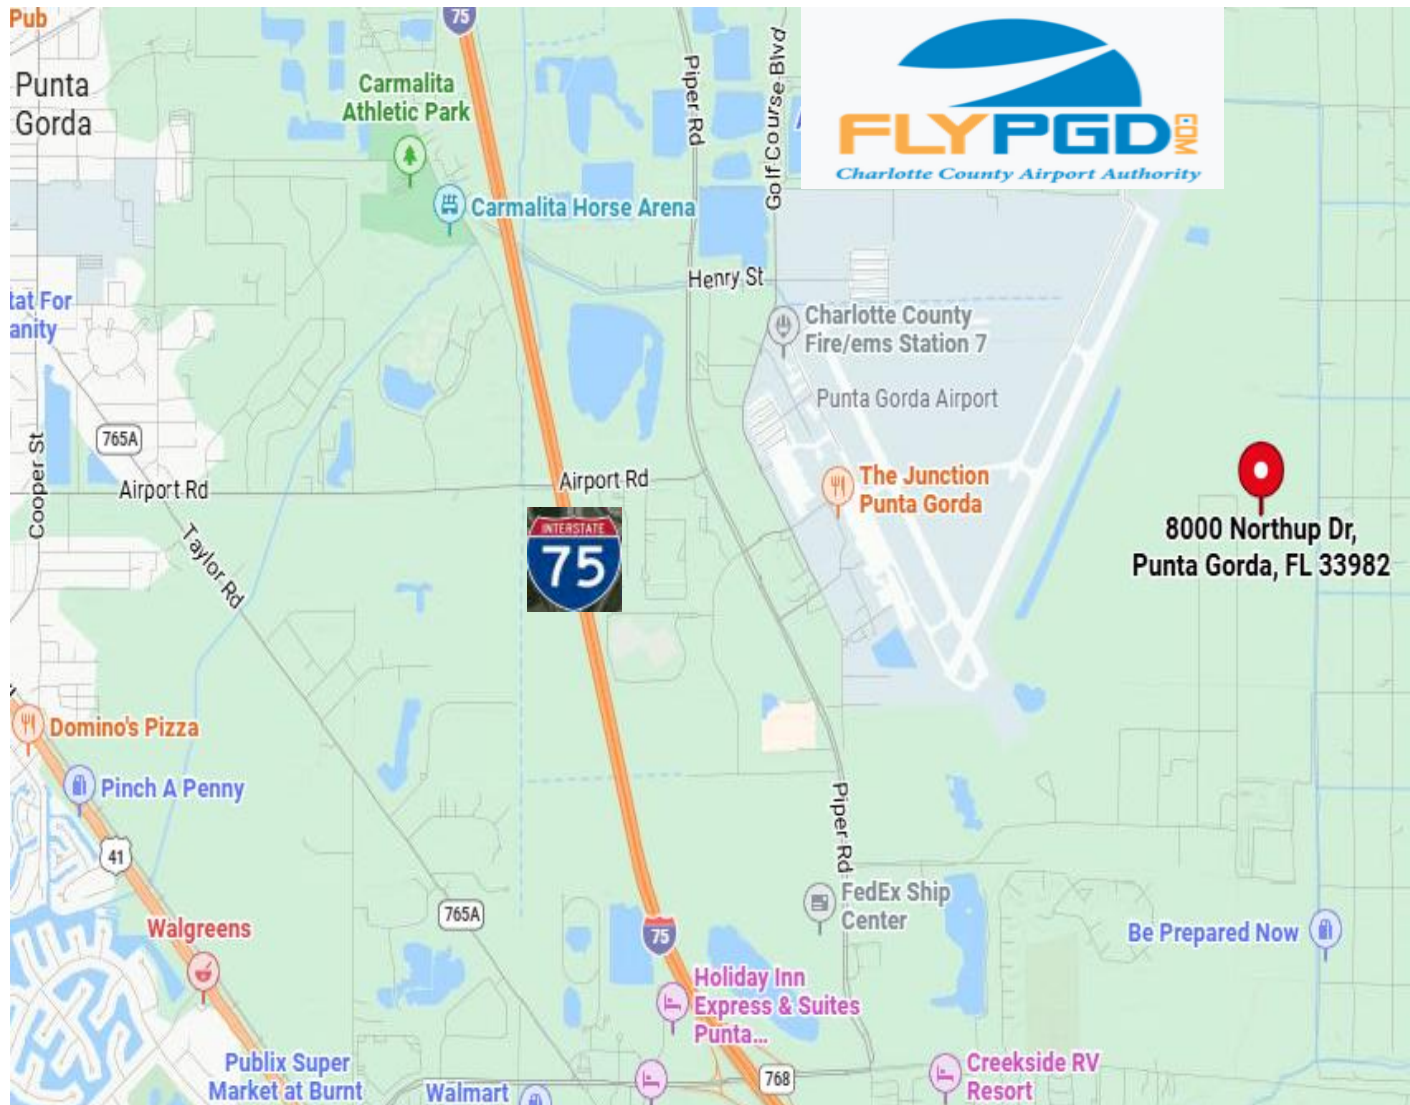 Pub
75
Punta
Gorda
Carmalita
Athletic Park
Piper Rd
Golf Course Blvd
FLYPGD.COM
Charlotte County Airport Authority
Carmalita Horse Arena
Henry St
tat For
anity
Charlotte County
Fire/ems Station 7
Punta Gorda Airport
765A
Cooper St
Airport Rd
Airport Rd
The Junction
Punta Gorda
INTERSTATE
75
8000 Northup Dr,
Punta Gorda, FL 33982
Taylor Rd
Domino's Pizza
Pinch A Penny
41
Piper Rd
765A
FedEx Ship
Center
Walgreens
75
Be Prepared Now
Holiday Inn
Express & Suites
Punta...
Publix Super
Market at Burnt
Walmart
768
Creekside RV
Resort